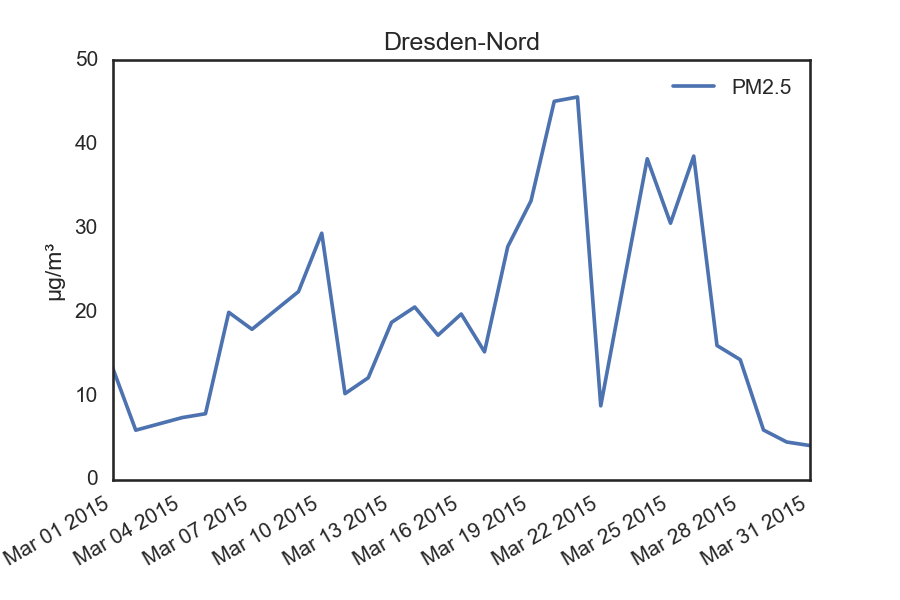 Dresden-Nord
PM2.5
µg/m³
50
40
30
20
10
0
Mar 01 2015
Mar 04 2015
Mar 07 2015
Mar 10 2015
Mar 13 2015
Mar 16 2015
Mar 19 2015
Mar 22 2015
Mar 25 2015
Mar 28 2015
Mar 31 2015